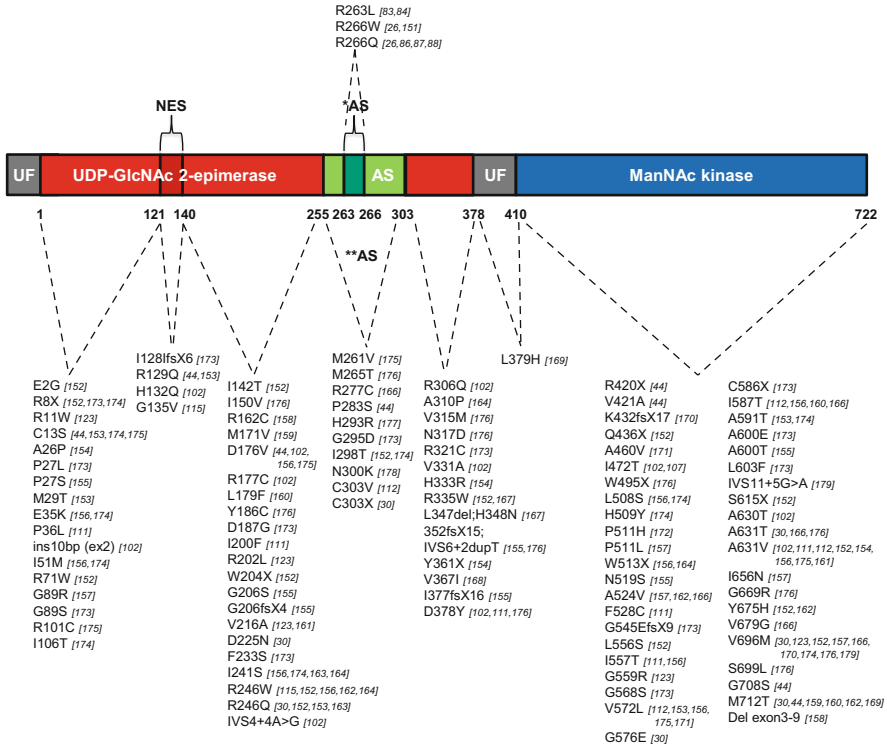 R263L [83,84]
R266W [26,151]
R266Q [26,86,87,88]
NES
*AS
UF
UDP-GlcNAc 2-epimerase
AS
UF
ManNAc kinase
1
121
140
255
263
266
303
378
410
722
**AS
E2G [152]
R8X [152,173,174]
R11W [123]
C13S [44,153,174,175]
A26P [154]
P27L [173]
P27S [155]
M29T [153]
E35K [156,174]
P36L [111]
ins10bp (ex2) [102]
I51M [156,174]
R71W [152]
G89R [157]
G89S [173]
R101C [175]
I106T [174]
I128IfsX6 [173]
R129Q [44,153]
H132Q [102]
G135V [115]
I142T [152]
I150V [176]
R162C [158]
M171V [159]
D176V [44,102,
156,175]
R177C [102]
L179F [160]
Y186C [176]
D187G [173]
I200F [111]
R202L [123]
W204X [152]
G206S [155]
G206fsX4 [155]
V216A [123,161]
D225N [30]
F233S [173]
I241S [156,174,163,164]
R246W [115,152,156,162,164]
R246Q [30,152,153,163]
IVS4+4A>G [102]
M261V [175]
M265T [176]
R277C [166]
P283S [44]
H293R [177]
G295D [173]
I298T [152,174]
N300K [178]
C303V [112]
C303X [30]
R306Q [102]
A310P [164]
V315M [176]
N317D [176]
R321C [173]
V331A [102]
H333R [154]
R335W [152,167]
L347del;H348N [167]
352fsX15;
IVS6+2dupT [155,176]
Y361X [154]
V367I [168]
I377fsX16 [155]
D378Y [102,111,176]
L379H [169]
R420X [44]
V421A [44]
K432fsX17 [170]
Q436X [152]
A460V [171]
I472T [102,107]
W495X [176]
L508S [156,174]
H509Y [174]
P511H [172]
P511L [157]
W513X [156,164]
N519S [155]
A524V [157,162,166]
F528C [111]
G545EfsX9 [173]
L556S [152]
I557T [111,156]
G559R [123]
G568S [173]
V572L [112,153,156,
175,171]
G576E [30]
C586X [173]
I587T [112,156,160,166]
A591T [153,174]
A600E [173]
A600T [155]
L603F [173]
IVS11+5G>A [179]
S615X [152]
A630T [102]
A631T [30,166,176]
A631V [102,111,112,152,154,
156,175,161]
I656N [157]
G669R [176]
Y675H [152,162]
V679G [166]
V696M [30,123,152,157,166,
170,174,176,179]
S699L [176]
G708S [44]
M712T [30,44,159,160,162,169]
Del exon3-9 [158]